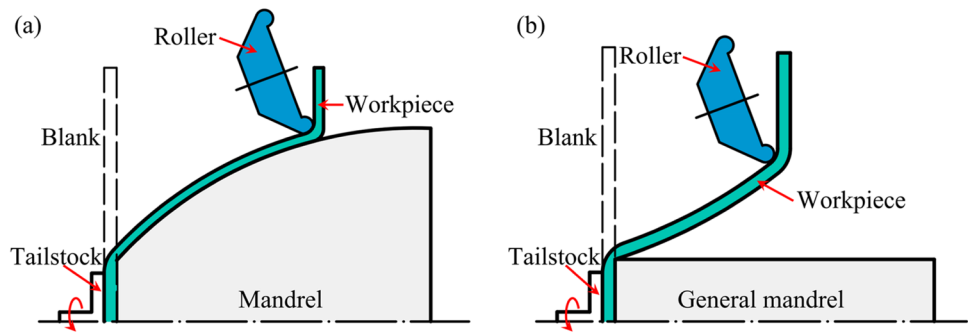 (a)
Roller
Workpiece
Blank
Tailstock
Mandrel
(b)
Roller
Blank
Workpiece
Tailstock
General mandrel